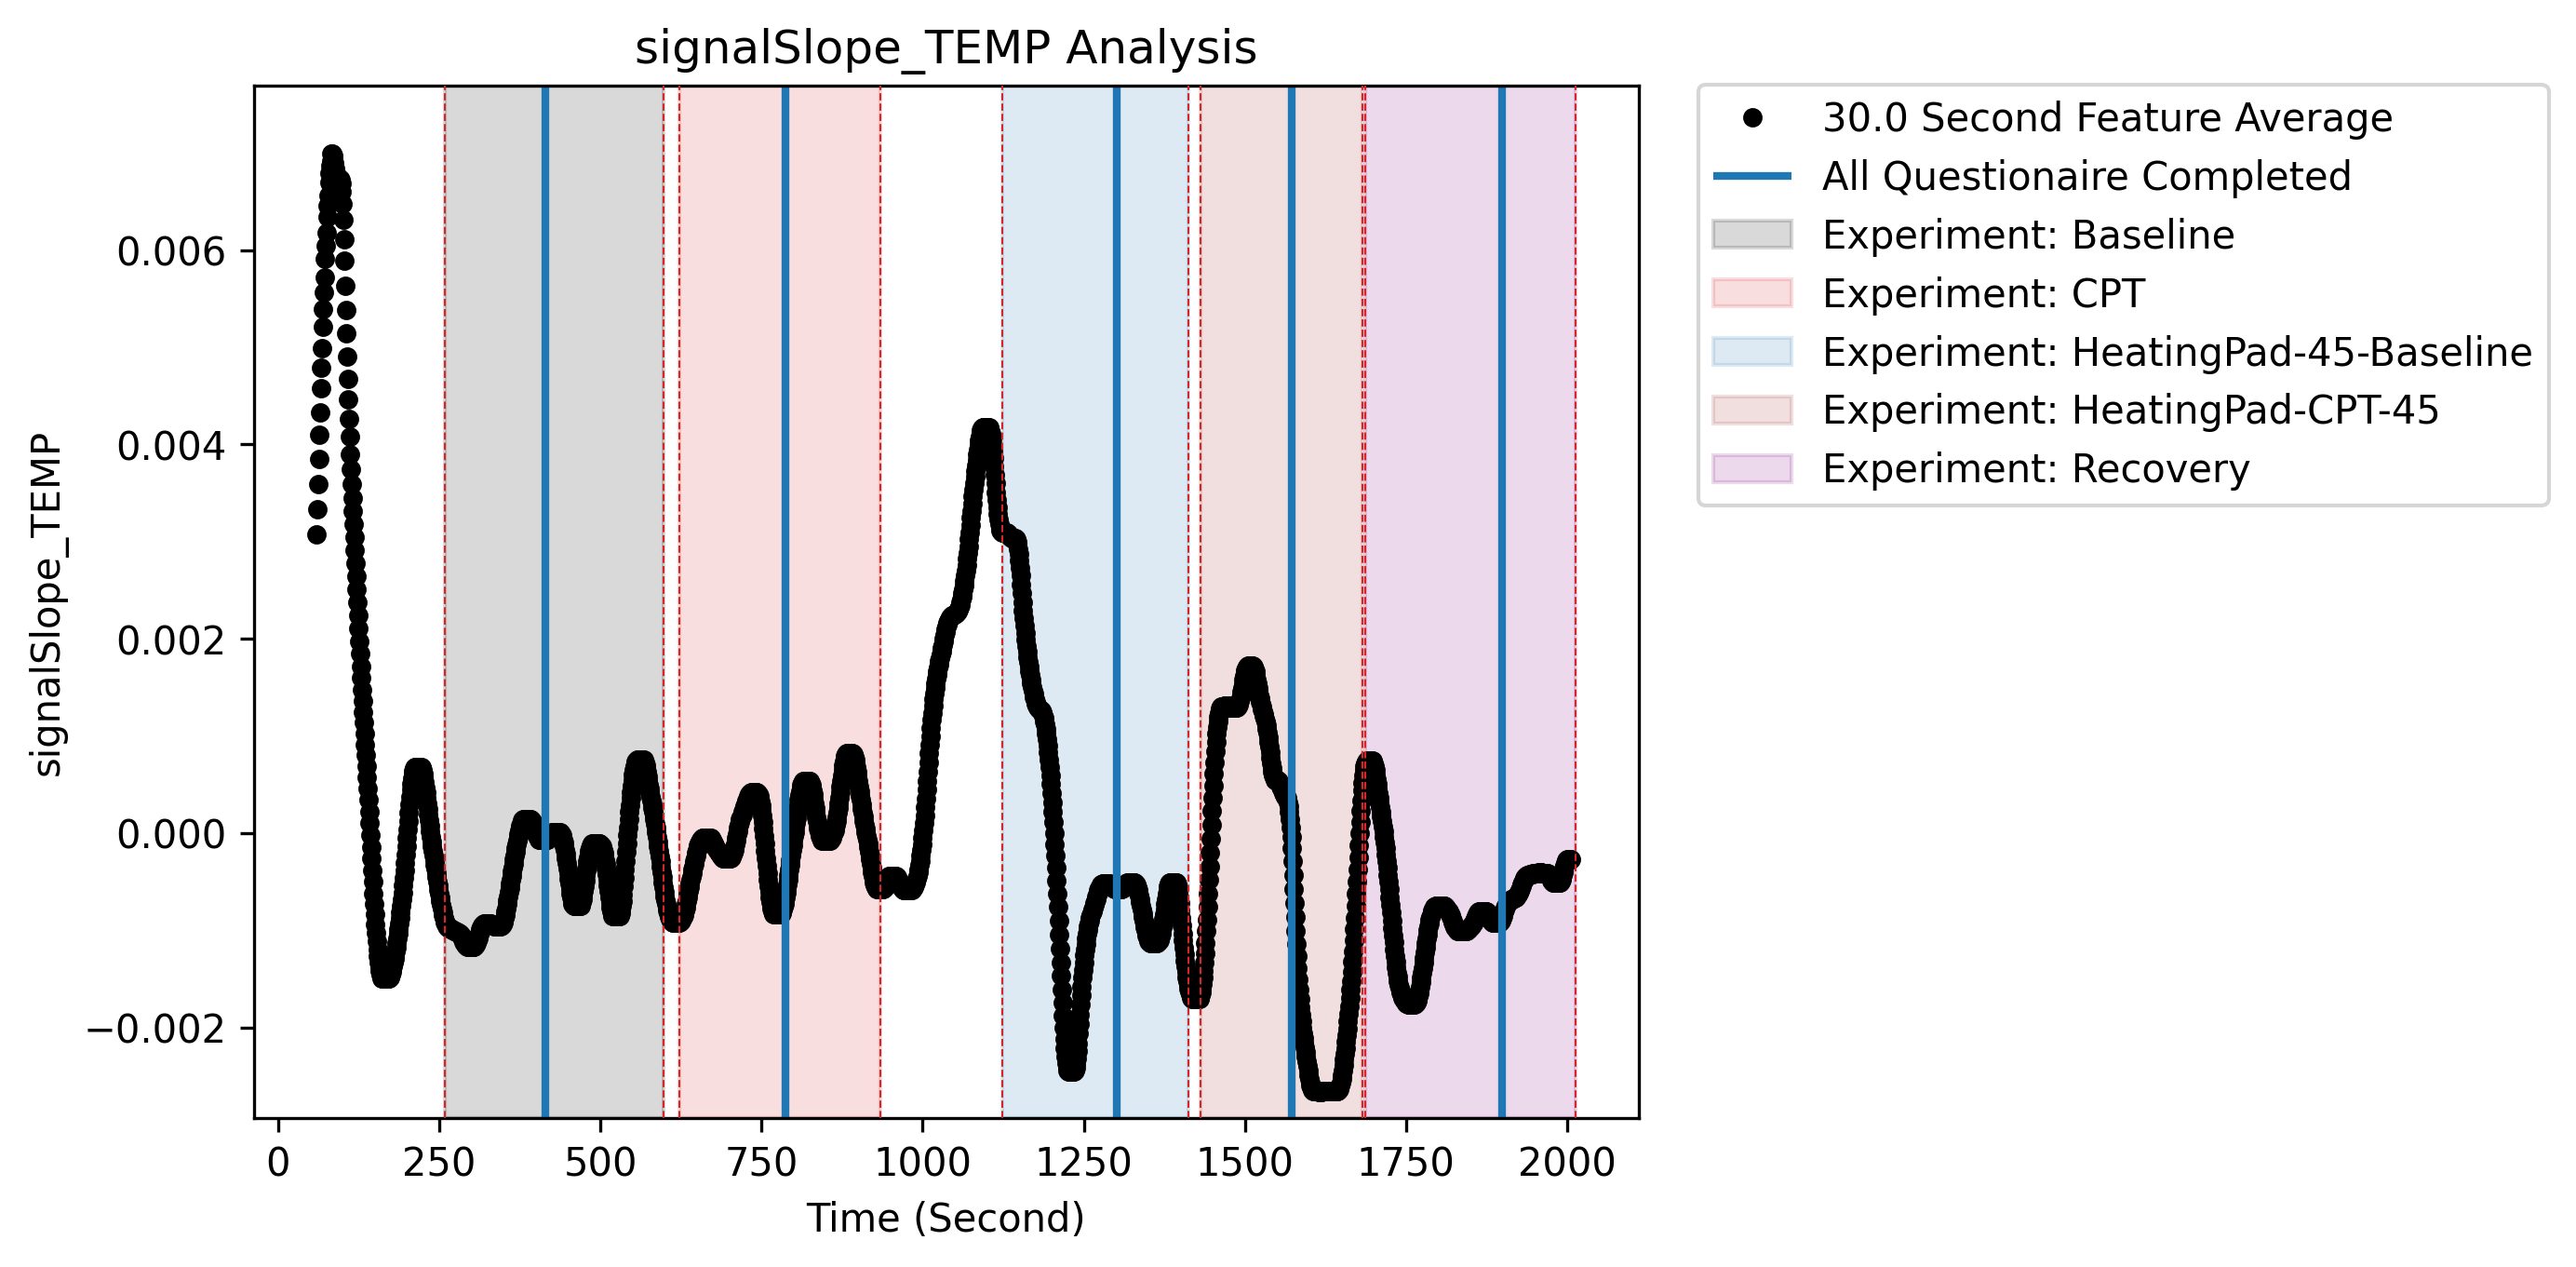 signalSlope_TEMP Analysis
signalSlope_TEMP
0.006
0.004
0.002
0.000
−0.002
0 250 500 750 1000 1250 1500 1750 2000
Time (Second)
30.0 Second Feature Average
All Questionaire Completed
Experiment: Baseline
Experiment: CPT
Experiment: HeatingPad-45-Baseline
Experiment: HeatingPad-CPT-45
Experiment: Recovery